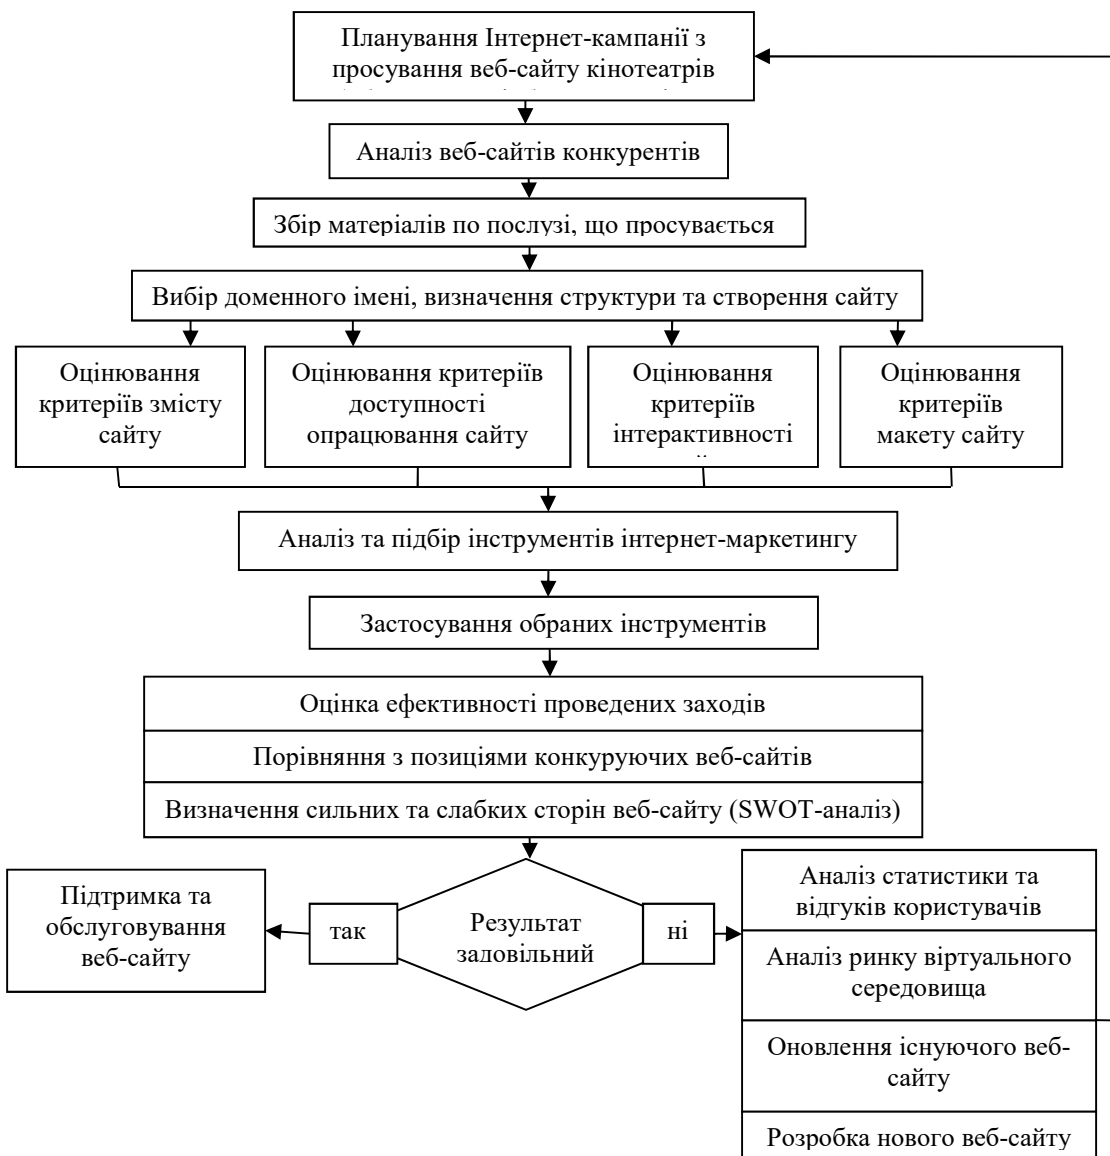 Планування Інтернет-кампанії з
просування веб-сайту кінотеатрів
Аналіз веб-сайтів конкурентів
Збір матеріалів по послузі, що просувається
Вибір доменного імені, визначення структури та створення сайту
Оцінювання
критеріїв змісту
сайту
Оцінювання критеріїв
доступності
опрацювання сайту
Оцінювання
критеріїв
інтерактивності
Оцінювання
критеріїв
макету сайту
Аналіз та підбір інструментів інтернет-маркетингу
Застосування обраних інструментів
Оцінка ефективності проведених заходів
Порівняння з позиціями конкуруючих веб-сайтів
Визначення сильних та слабких сторін веб-сайту (SWOT-аналіз)
Підтримка та
обслуговування
веб-сайту
так
Результат
задовільний
ні
Аналіз статистики та
відгуків користувачів
Аналіз ринку віртуального
середовища
Оновлення існуючого веб-
сайту
Розробка нового веб-сайту